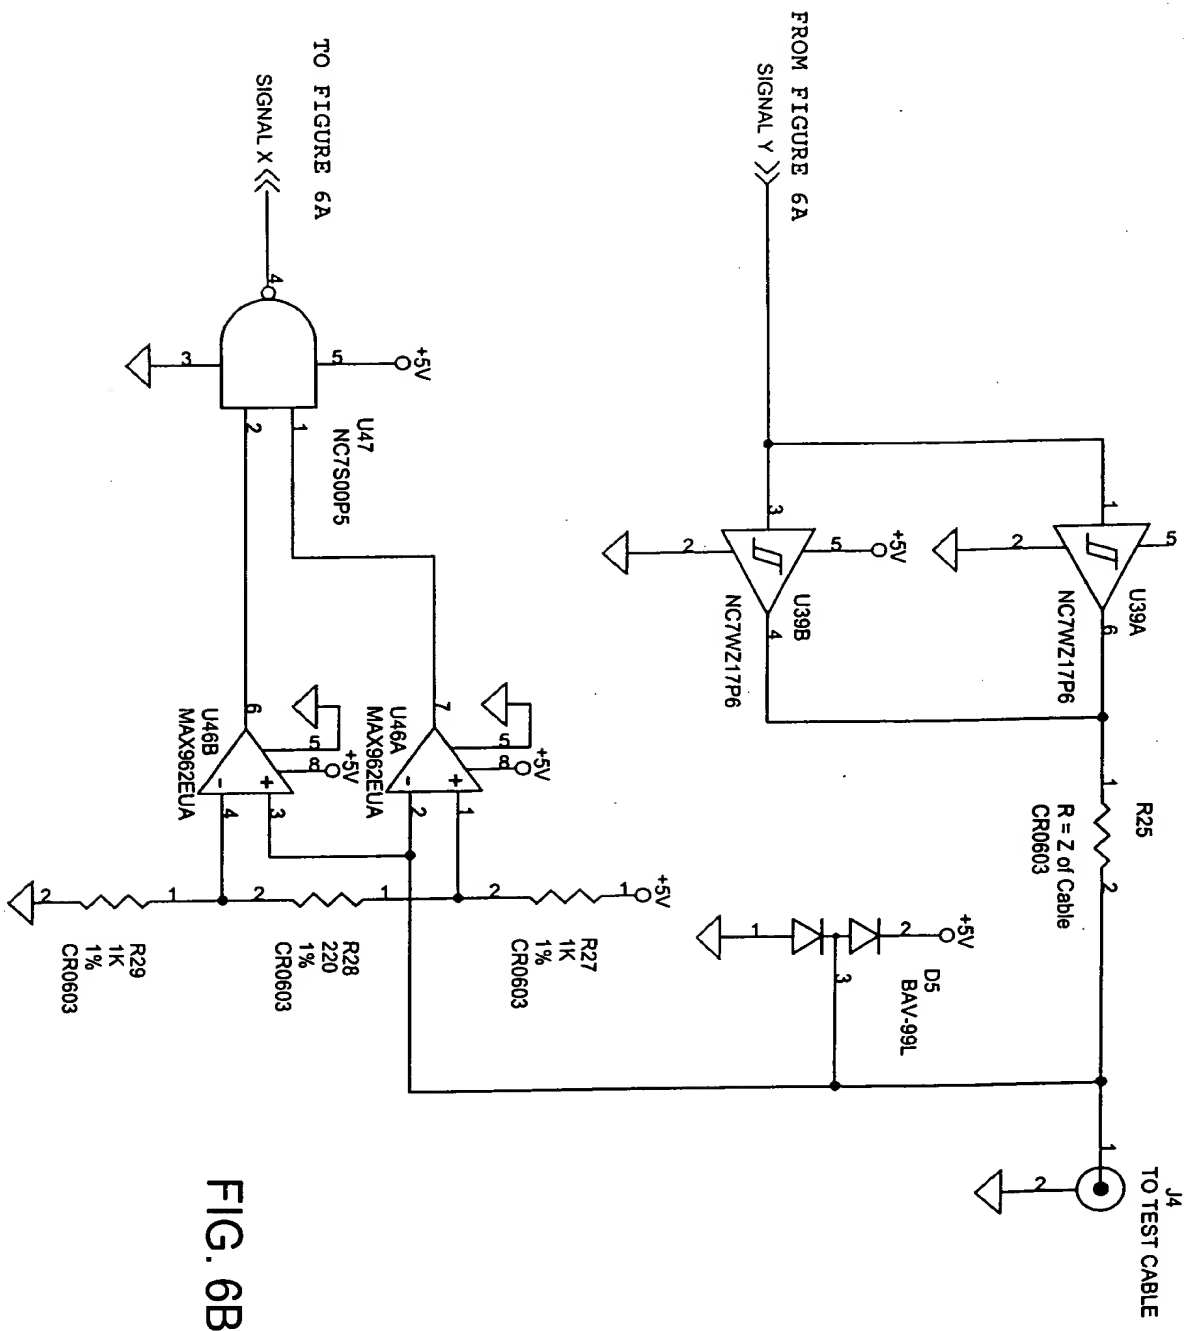 FROM FIGURE 6A
SIGNAL Y
1
5
2
6
U39A
NC7WZ17P6
3
5
+5V
2
4
U39B
NC7WZ17P6
1
R25
R = Z of Cable
CR0603
2
+5V
2
1
3
D5
BAV-99L
1
2
J4
TO TEST CABLE
TO FIGURE 6A
SIGNAL X
4
5
+5V
3
1
2
U47
NC7S00P5
7
5
8
+5V
+
-
1
2
U46A
MAX962EUA
6
5
8
+5V
+
-
3
4
U46B
MAX962EUA
+5V
1
2
R27
1K
1%
CR0603
1
2
R28
220
1%
CR0603
1
2
R29
1K
1%
CR0603
FIG. 6B